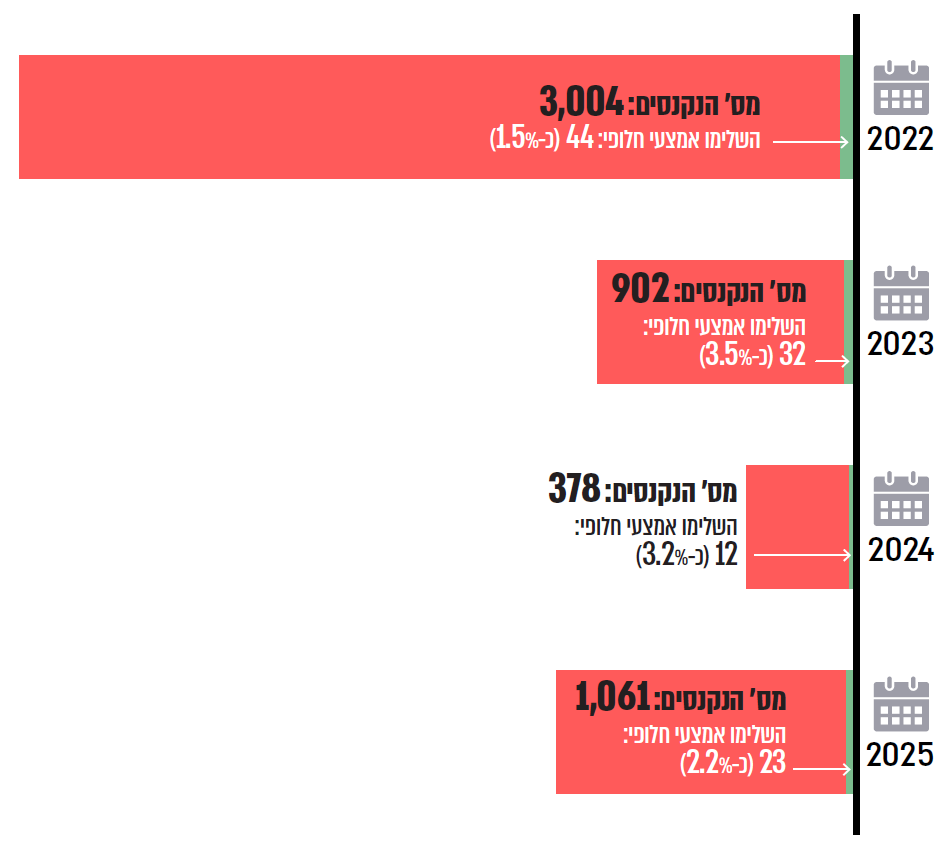 2022
מס' הנקנסים: 3,004
השלימו אמצעי חלופי: 44 (כ-1.5%)
2023
מס' הנקנסים: 902
השלימו אמצעי חלופי:
32 (כ-3.5%)
2024
מס' הנקנסים: 378
השלימו אמצעי חלופי:
12 (כ-3.2%)
2025
מס' הנקנסים: 1,061
השלימו אמצעי חלופי:
23 (כ-2.2%)